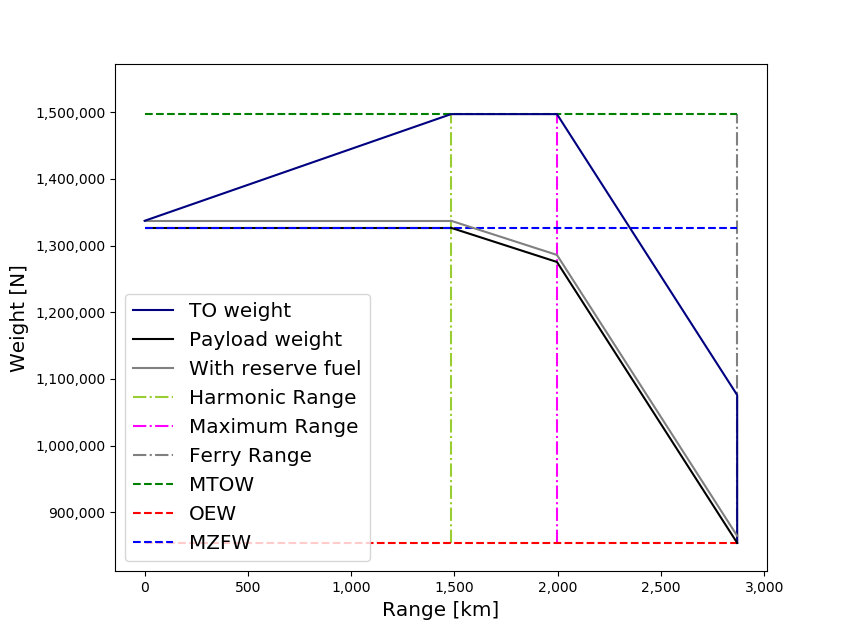 Weight [N]
1,500,000
1,400,000
1,300,000
1,200,000
1,100,000
1,000,000
900,000
TO weight
Payload weight
With reserve fuel
Harmonic Range
Maximum Range
Ferry Range
MTOW
OEW
MZFW
0
500
1,000
1,500
2,000
2,500
3,000
Range [km]